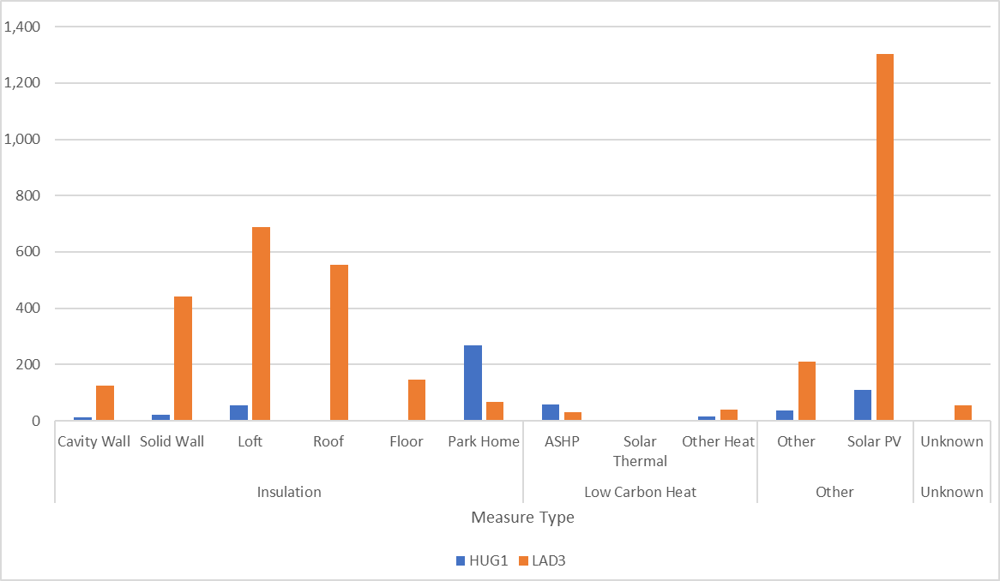 1,400
1,200
1,000
800
600
400
200
0
Cavity Wall Solid Wall Loft Roof Floor Park Home ASHP Solar Thermal Other Heat Other Solar PV Unknown
Insulation Low Carbon Heat Other Unknown
Measure Type
HUG1 LAD3